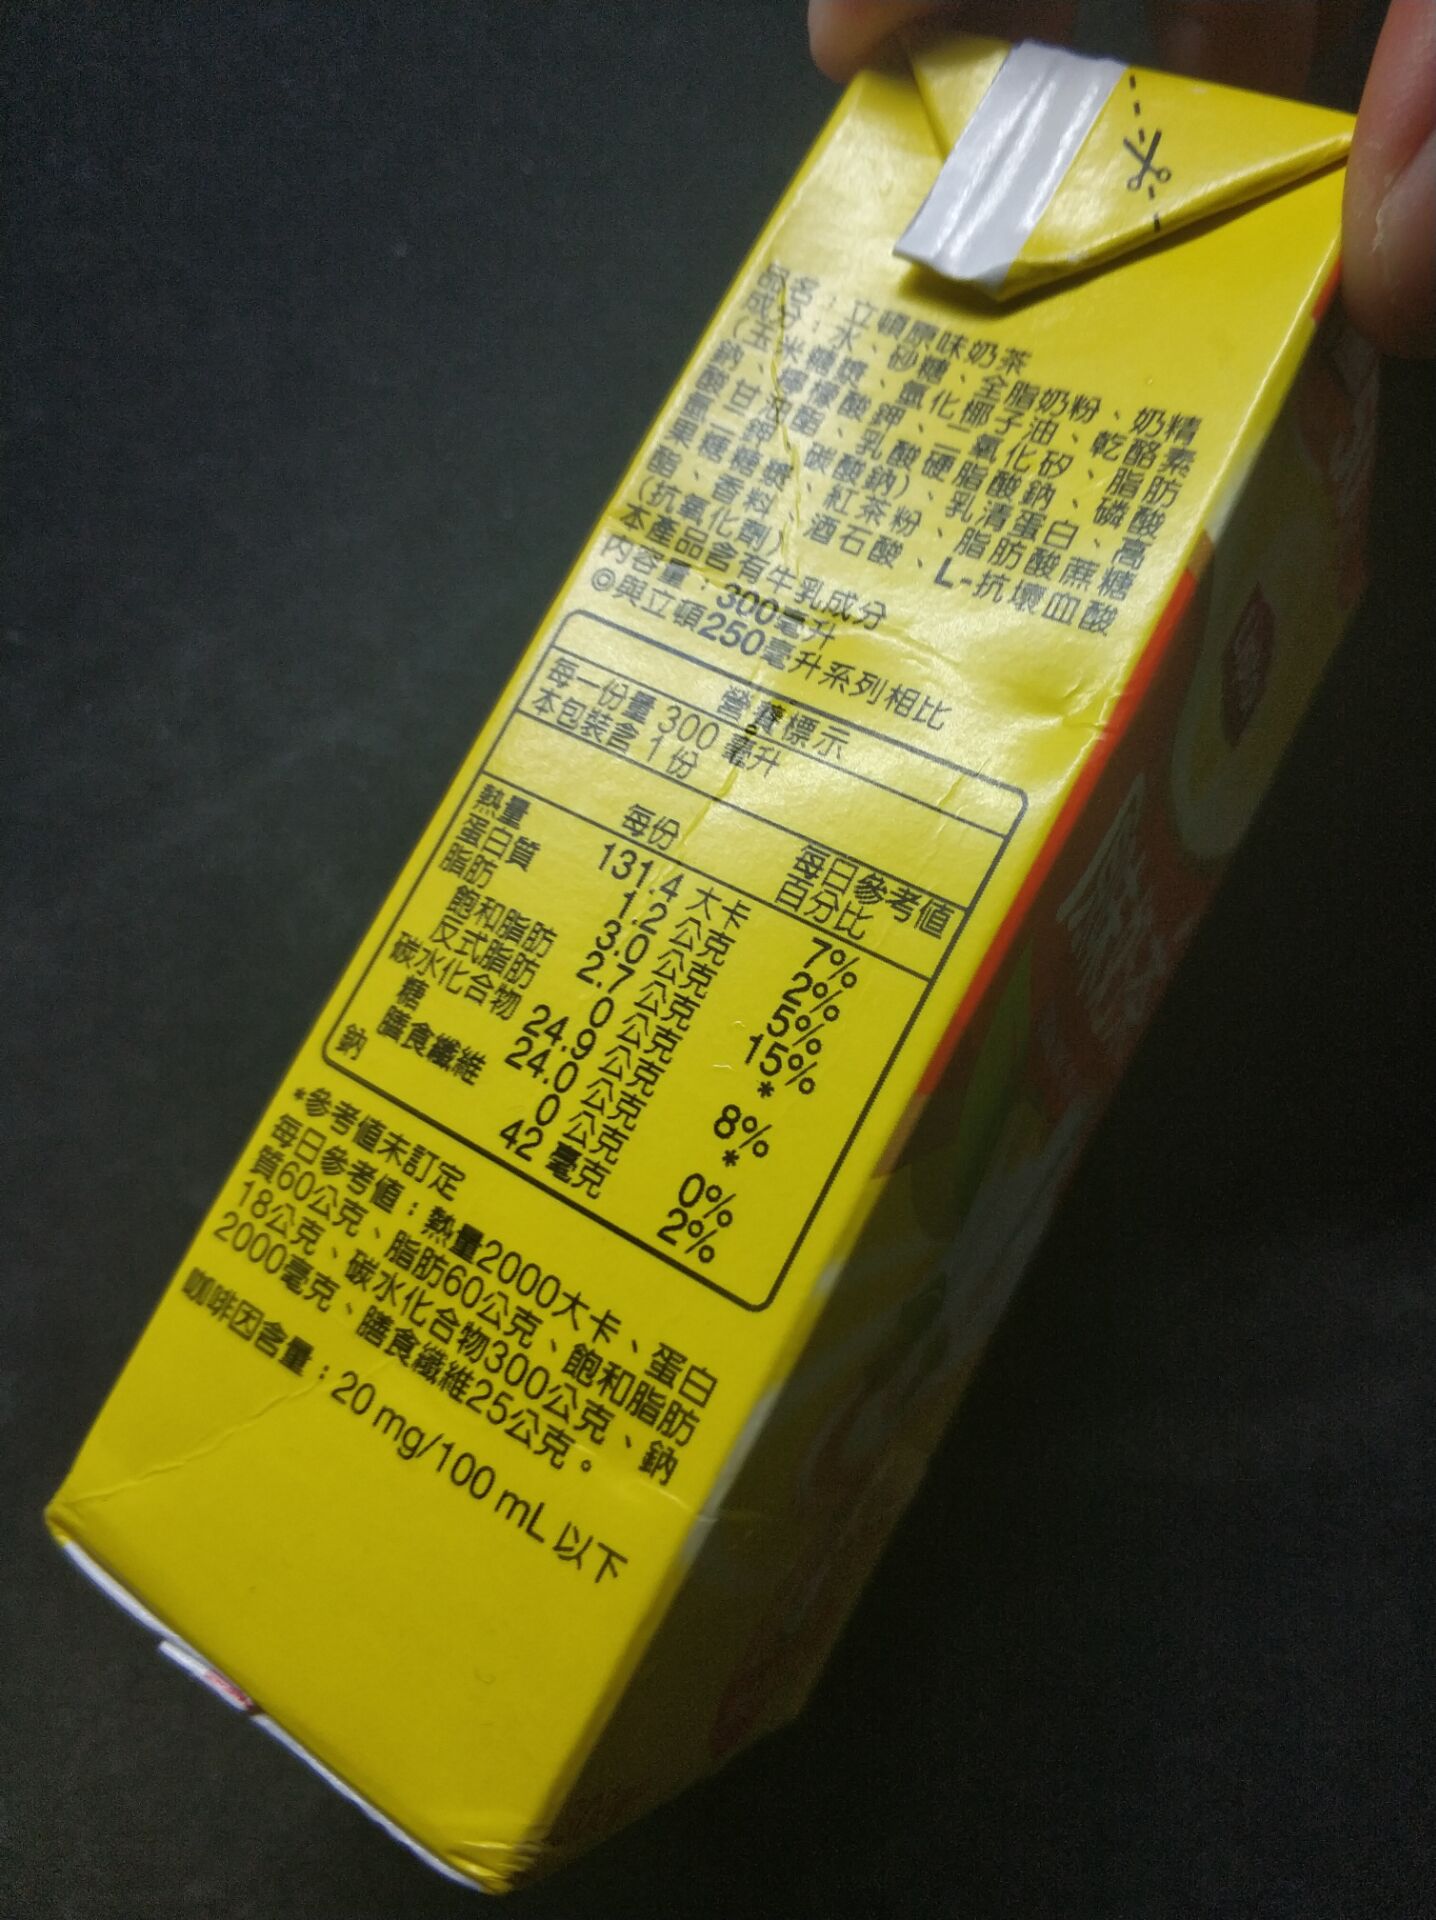 品名：立頓原味奶茶
成分：水、砂糖、全脂奶粉、奶精
（玉米糖漿、氫化椰子油、乾酪素
鈉、檸檬酸鉀、二氧化矽、脂肪
酸甘油酯、乳酸硬脂酸鈉、磷酸
氫二鉀、碳酸鈉）、乳清蛋白、高
果糖糖漿、紅茶粉、脂肪酸蔗糖
酯、香料、酒石酸、L-抗壞血酸
（抗氧化劑）
本產品含有牛乳成分
內容量：300毫升
◎與立頓250毫升系列相比
營養標示
每一份量 300 毫升
本包裝含 1 份
每份 每日參考值
百分比
熱量 131.4 大卡 7%
蛋白質 1.2 公克 2%
脂肪 3.0 公克 5%
飽和脂肪 2.7 公克 15%
反式脂肪 0 公克 *
碳水化合物 24.9 公克 8%
糖 24.0 公克 *
膳食纖維 0 公克 0%
鈉 42 毫克 2%
*參考值未訂定
每日參考值：熱量2000大卡、蛋白
質60公克、脂肪60公克、飽和脂肪
18公克、碳水化合物300公克、鈉
2000毫克、膳食纖維25公克。
咖啡因含量：20 mg/100 mL 以下